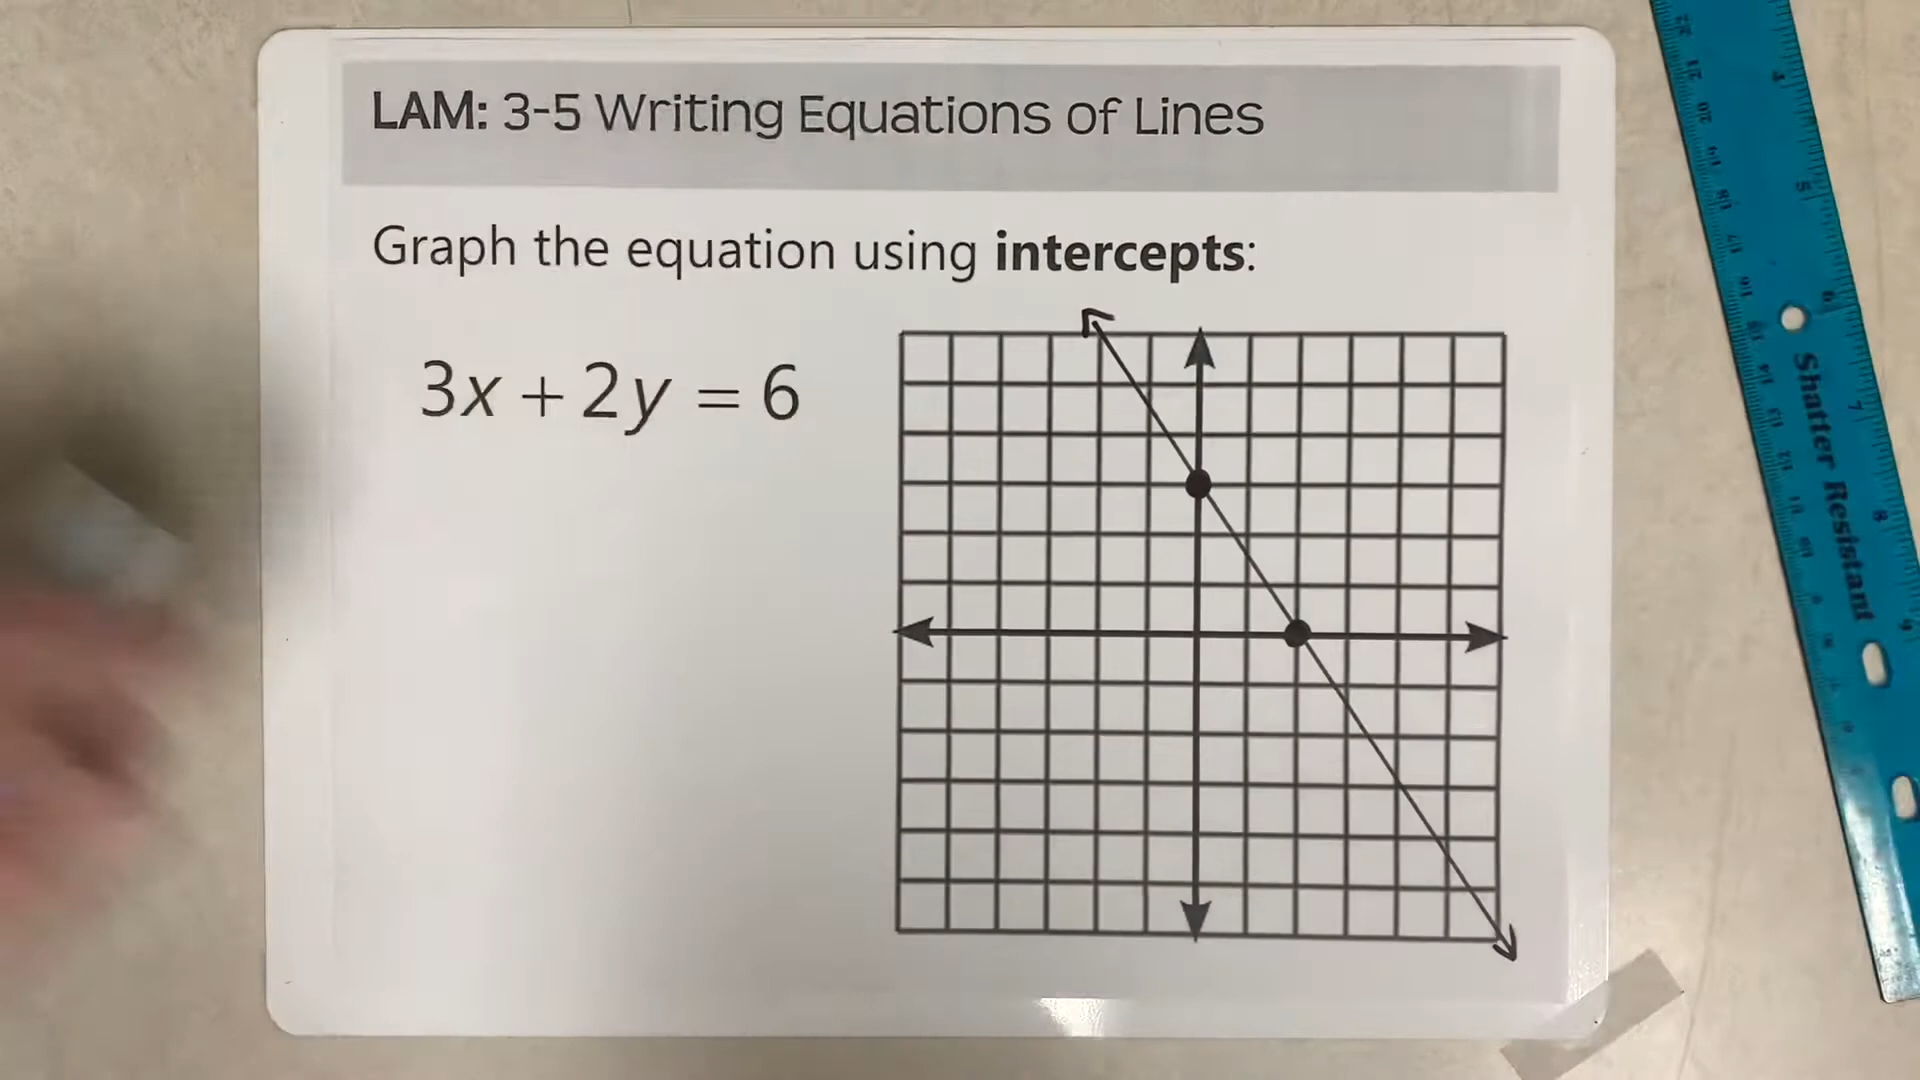 LAM: 3-5 Writing Equations of Lines
Graph the equation using intercepts:
3x + 2y = 6
Shatter Resistant